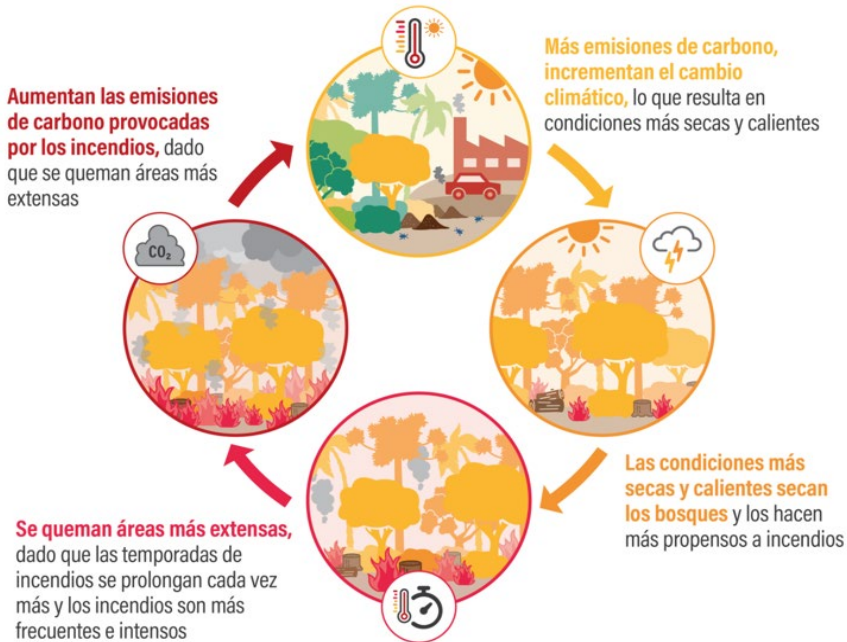 Más emisiones de carbono,
incrementan el cambio
climático, lo que resulta en
condiciones más secas y calientes
Las condiciones más
secas y calientes secan
los bosques y los hacen
más propensos a incendios
Se queman áreas más extensas,
dado que las temporadas de
incendios se prolongan cada vez
más y los incendios son más
frecuentes e intensos
Aumentan las emisiones
de carbono provocadas
por los incendios, dado
que se queman áreas más
extensas
CO₂